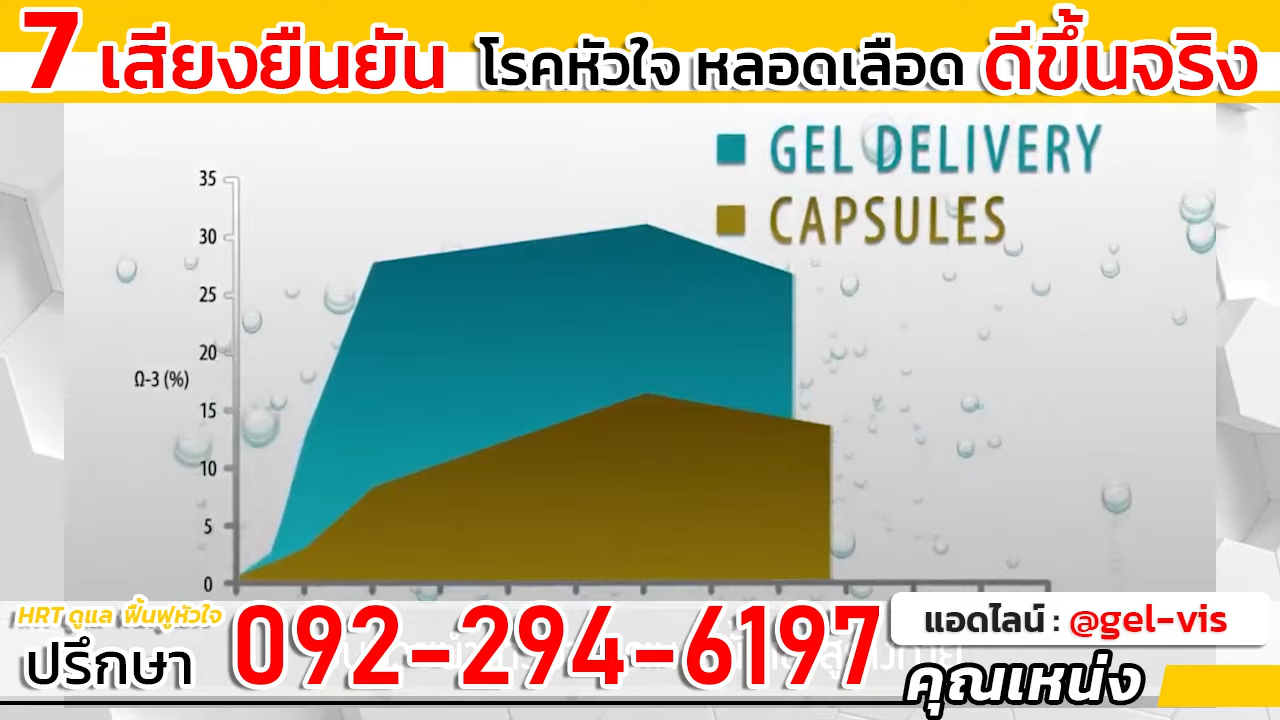 7 เสียงยืนยัน โรคหัวใจ หลอดเลือด ดีขึ้นจริง
GEL DELIVERY
CAPSULES
35
30
25
20
Ω-3 (%)
15
10
5
0
HRT ดูแล ฟื้นฟูหัวใจ
ปรึกษา 092-294-6197
แอดไลน์ : @gel-vis
คุณเหน่ง